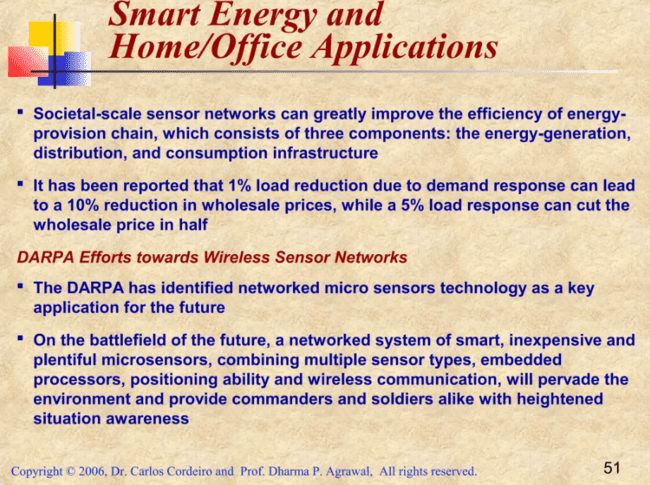 Smart Energy and
Home/Office Applications
▪ Societal-scale sensor networks can greatly improve the efficiency of energy-
provision chain, which consists of three components: the energy-generation,
distribution, and consumption infrastructure
▪ It has been reported that 1% load reduction due to demand response can lead
to a 10% reduction in wholesale prices, while a 5% load response can cut the
wholesale price in half
DARPA Efforts towards Wireless Sensor Networks
▪ The DARPA has identified networked micro sensors technology as a key
application for the future
▪ On the battlefield of the future, a networked system of smart, inexpensive and
plentiful microsensors, combining multiple sensor types, embedded
processors, positioning ability and wireless communication, will pervade the
environment and provide commanders and soldiers alike with heightened
situation awareness
Copyright © 2006, Dr. Carlos Cordeiro and Prof. Dharma P. Agrawal, All rights reserved.
51